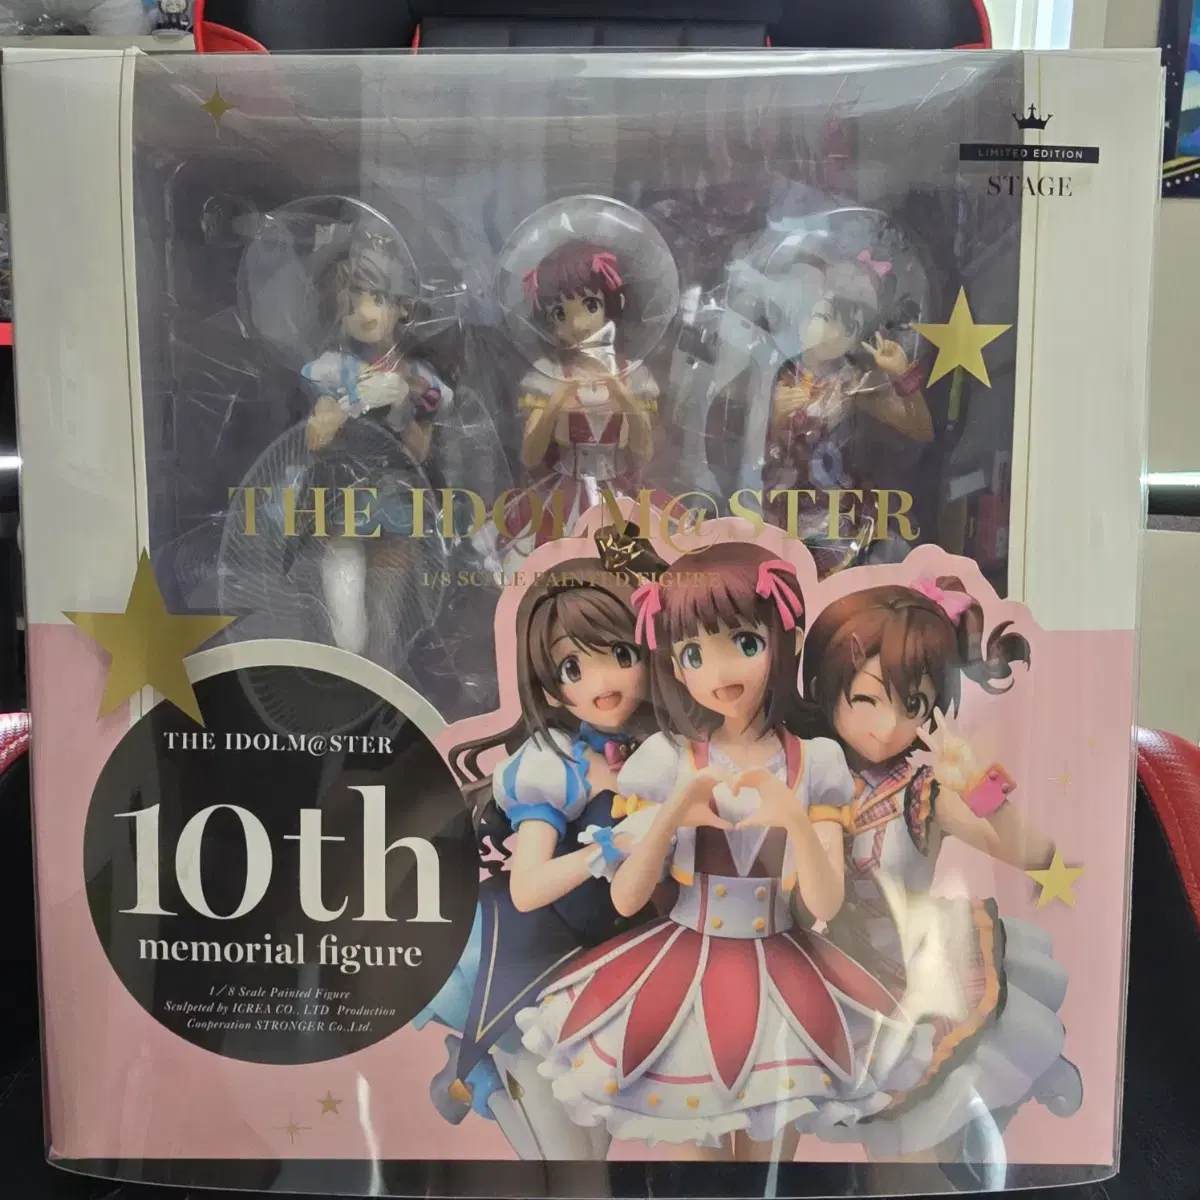 LIMITED EDITION
STAGE
THE IDOLM@STER
1/8 SCALE PAINTED FIGURE
THE IDOLM@STER
10th
memorial figure
1/8 Scale Painted Figure
Sculpeted by ICREA CO., LTD Production
Cooperation STRONGER Co.,Ltd.